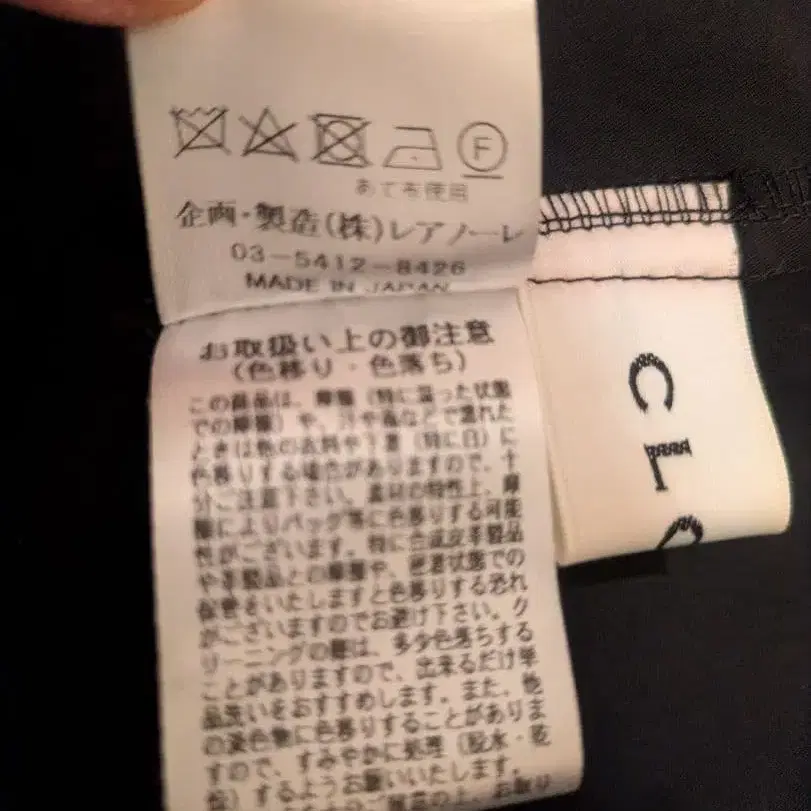 F
あて布使用
企画・製造(株)レアノーレ
03-5412-8426
MADE IN JAPAN
お取扱い上の御注意
(色移り・色落ち)
この商品は、摩擦(特に湿った状態
での摩擦)や、汗や雨などで濡れた
ときは他の衣料や下着(特に白)に
色移りする場合がありますので、十
分ご注意下さい。素材の特性上、摩
擦によりバッグ等に色移りする可能
性がございます。特に合成皮革製品
や革製品との摩擦や、密着状態での
保管をいたしますと色移りする恐れ
がございますのでお避け下さい。ク
リーニングの際は、多少色落ちする
ことがありますので、出来るだけ単
品洗いをおすすめします。また、他
の染色物に色移りすることがありま
すので、すみやかに処理(脱水・乾
燥)するようお願いいたします。
の上、お取り
CLO